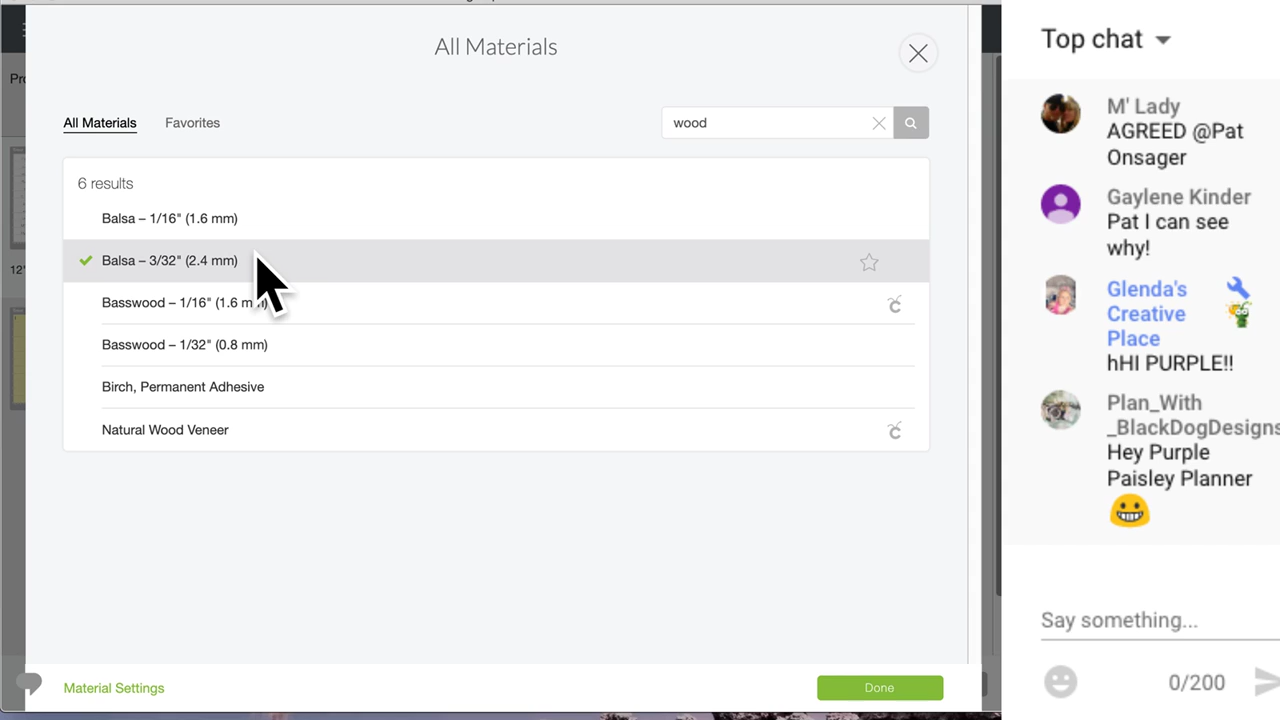 All Materials
Pro
All Materials
Favorites
wood
6 results
Balsa – 1/16" (1.6 mm)
Balsa – 3/32" (2.4 mm)
Basswood – 1/16" (1.6 mm)
Basswood – 1/32" (0.8 mm)
Birch, Permanent Adhesive
Natural Wood Veneer
12"
Material Settings
Done
Top chat
M' Lady
AGREED @Pat
Onsager
Gaylene Kinder
Pat I can see
why!
Glenda's
Creative
Place
hHI PURPLE!!
Plan_With
_BlackDogDesigns
Hey Purple
Paisley Planner
Say something...
0/200